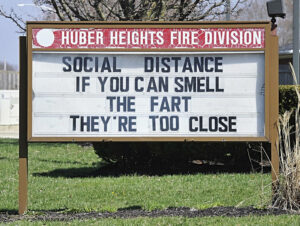 HUBER HEIGHTS FIRE DIVISION
SOCIAL DISTANCE
IF YOU CAN SMELL
THE FART
THEY'RE TOO CLOSE